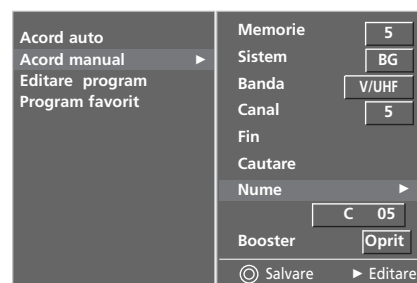 Acord auto
Acord manual ►
Editare program
Program favorit
Memorie 5
Sistem BG
Banda V/UHF
Canal 5
Fin
Cautare
Nume ►
C 05
Booster Oprit
Salvare ► Editare